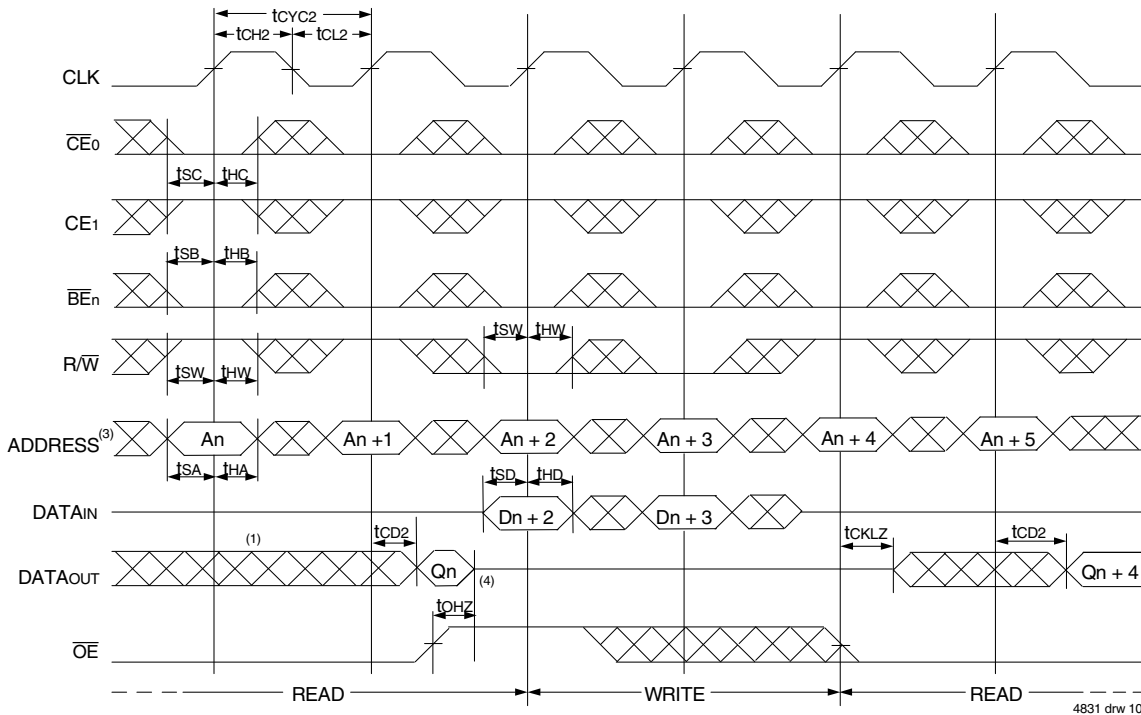 tCYC2
tCH2 tCL2
CLK
CE0
tSC tHC
CE1
tSB tHB
BEn
tSW tHW
R/W
tSW tHW
ADDRESS(3) An An +1 An + 2 An + 3 An + 4 An + 5
tSA tHA tSD tHD
DATAIN Dn + 2 Dn + 3
(1) tCD2 tCKLZ tCD2
DATAOUT Qn (4) Qn + 4
tOHZ
OE
READ WRITE READ
4831 drw 10